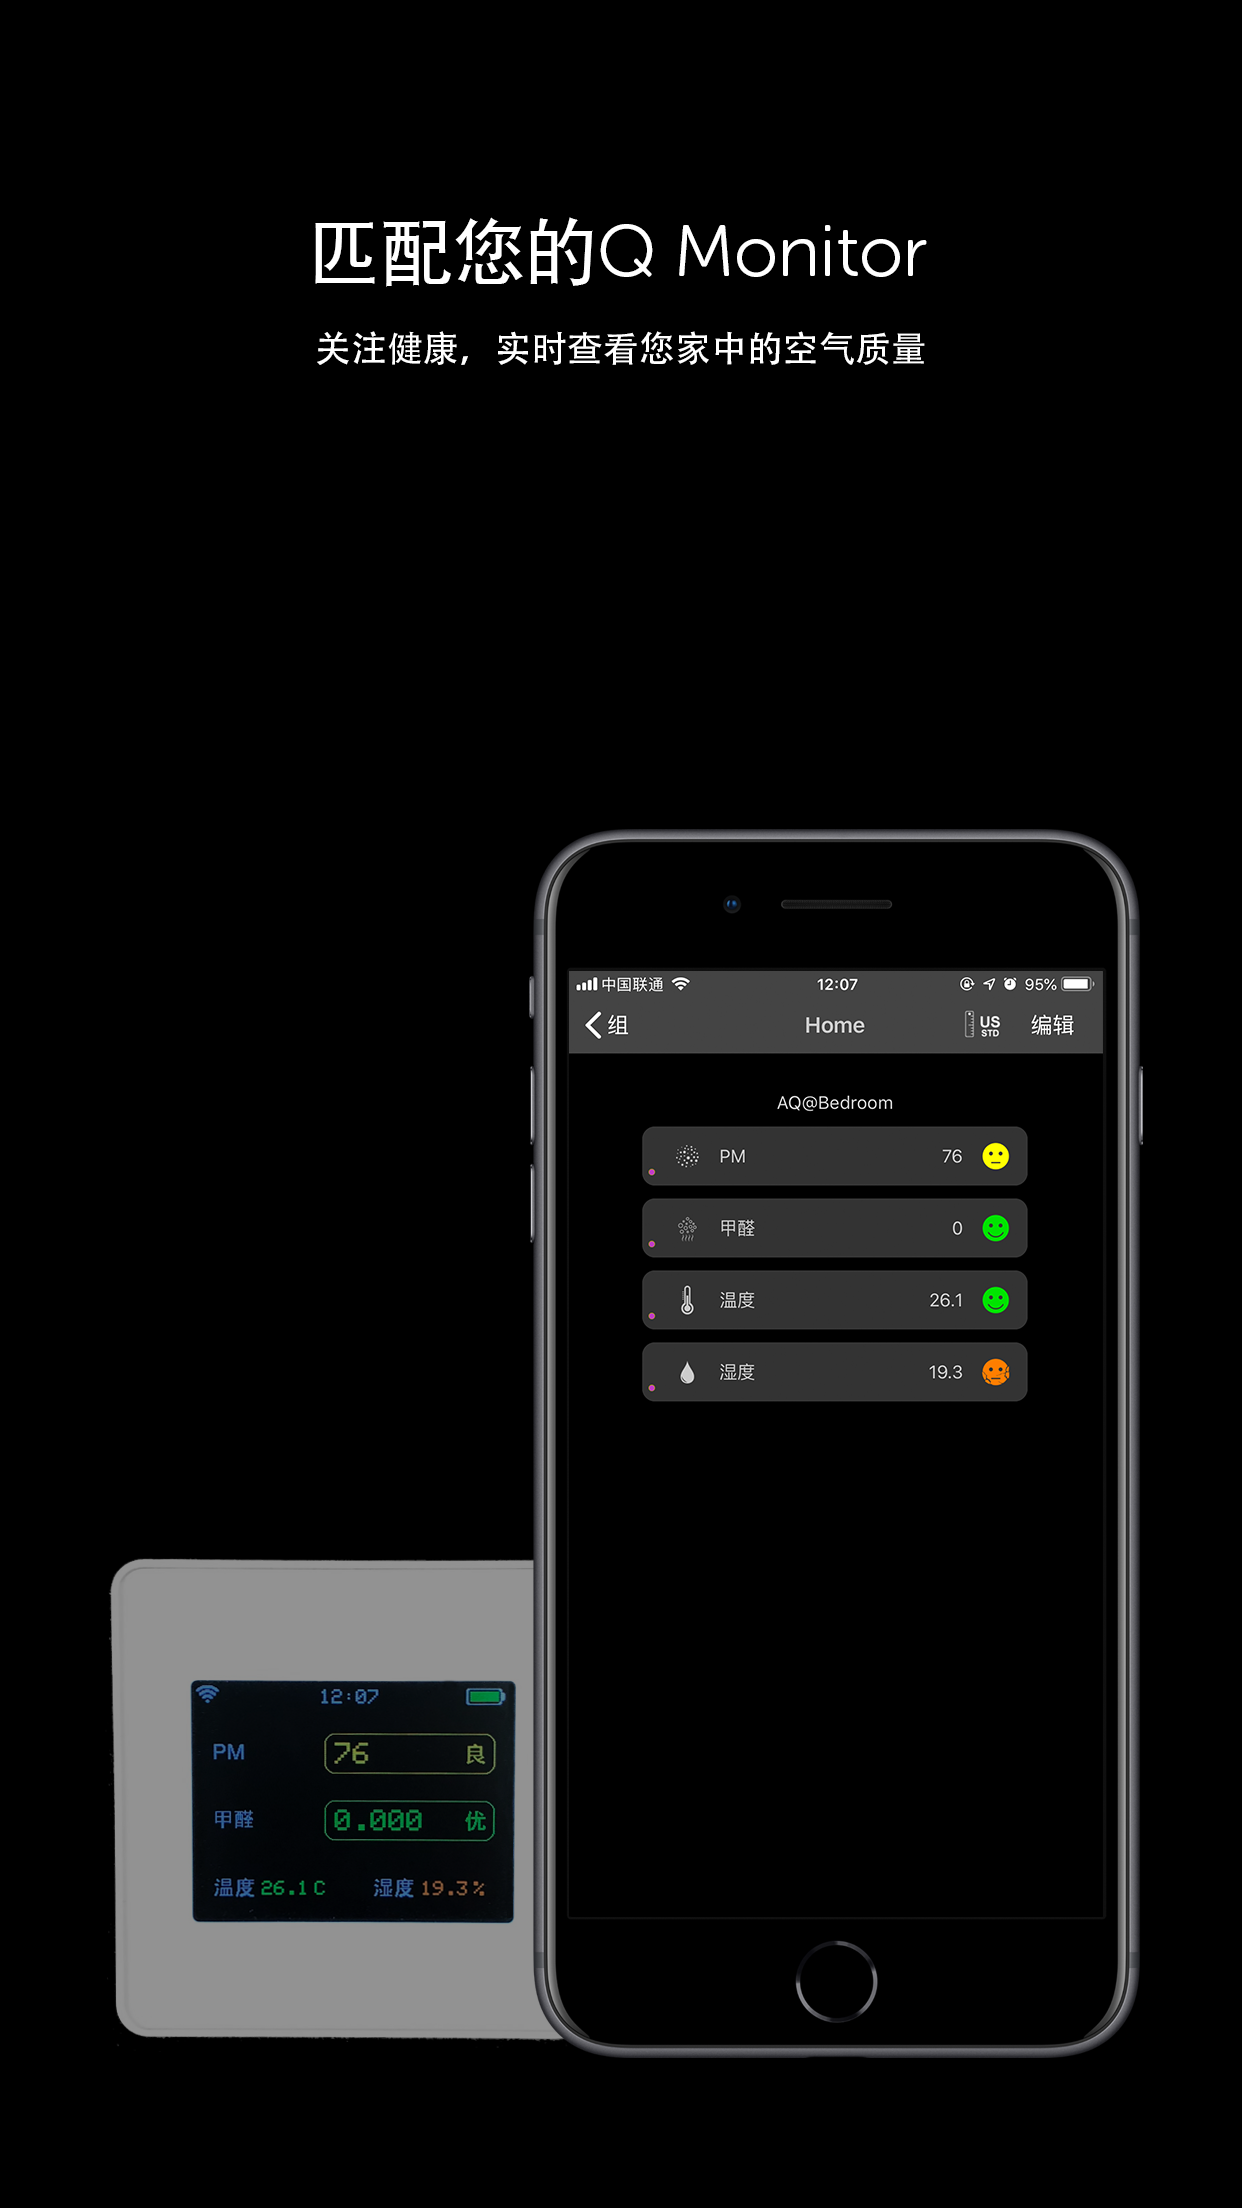 匹配您的Q Monitor
关注健康，实时查看您家中的空气质量
中国联通 12:07 95%
组 Home US STD 编辑
AQ@Bedroom
PM 76
甲醛 0
温度 26.1
湿度 19.3
12:07
PM 76 良
甲醛 0.000 优
温度 26.1C 湿度 19.3%